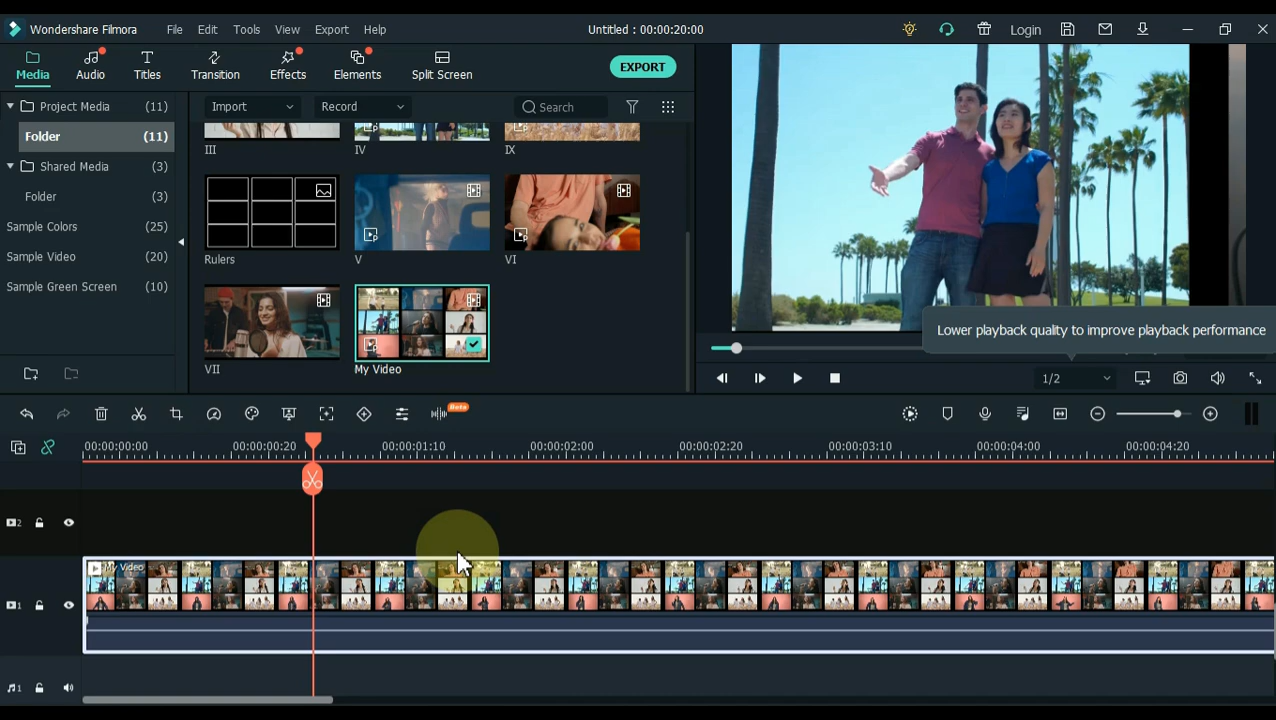 Wondershare Filmora File Edit Tools View Export Help Untitled : 00:00:20:00 Login
Media Audio Titles Transition Effects Elements Split Screen EXPORT
Project Media (11) Import Record Search
Folder (11)
III IV IX
Shared Media (3)
Folder (3)
Sample Colors (25)
Sample Video (20)
Rulers V VI
Sample Green Screen (10)
Lower playback quality to improve playback performance
VII My Video
1/2
Beta
00:00:00:00 00:00:00:20 00:00:01:10 00:00:02:00 00:00:02:20 00:00:03:10 00:00:04:00 00:00:04:20
2
My Video
1
1